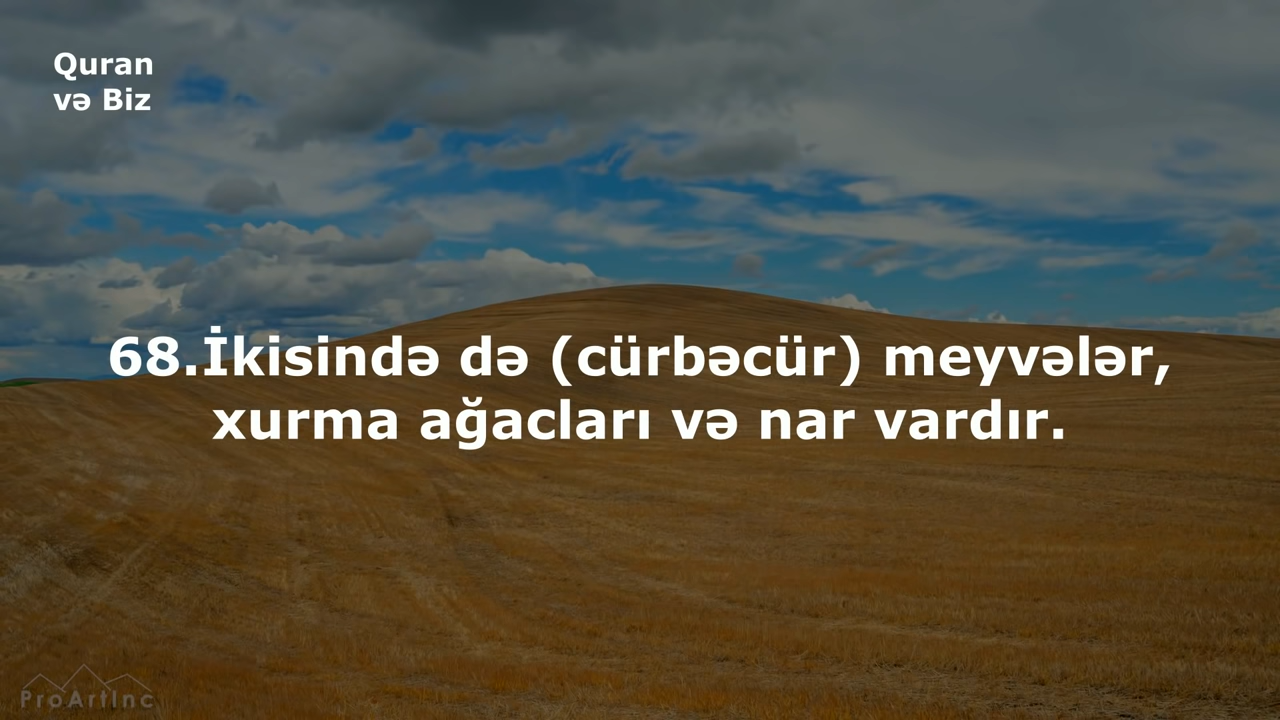 Quran
və Biz
68.İkisində də (cürbəcür) meyvələr,
xurma ağacları və nar vardır.
ProArtInc